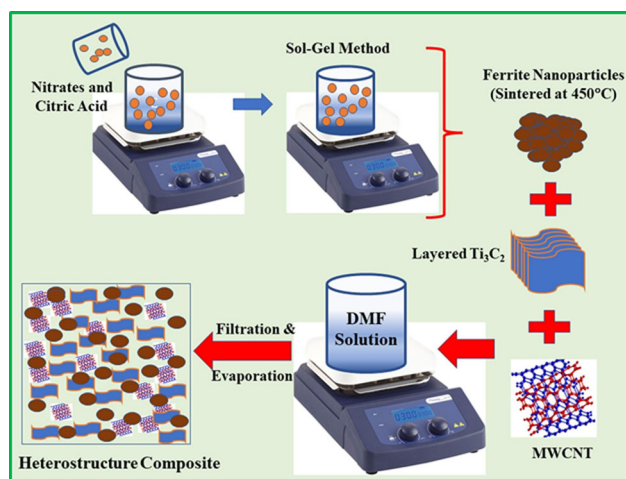 Nitrates and
Citric Acid
Sol-Gel Method
Ferrite Nanoparticles
(Sintered at 450°C)
Layered Ti₃C₂
MWCNT
DMF
Solution
Filtration &
Evaporation
Heterostructure Composite